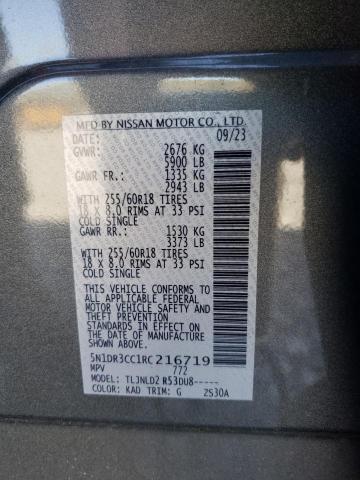 MFD BY NISSAN MOTOR CO., LTD.
DATE: 09/23
GVWR: 2676 KG
5900 LB
GAWR FR.: 1335 KG
2943 LB
WITH 255/60R18 TIRES
18 X 8.0 RIMS AT 33 PSI
COLD SINGLE
GAWR RR.: 1530 KG
3373 LB
WITH 255/60R18 TIRES
18 X 8.0 RIMS AT 33 PSI
COLD SINGLE
THIS VEHICLE CONFORMS TO
ALL APPLICABLE FEDERAL
MOTOR VEHICLE SAFETY AND
THEFT PREVENTION
STANDARDS IN EFFECT ON
THE DATE OF MANUFACTURE
SHOWN ABOVE.
5N1DR3CC1RC216719
MPV 772
MODEL: TLJNLD2 R53DU8-----
COLOR: KAD TRIM: G 2S30A